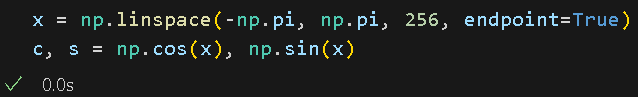 x = np.linspace(-np.pi, np.pi, 256, endpoint=True)
c, s = np.cos(x), np.sin(x)
✓ 0.0s